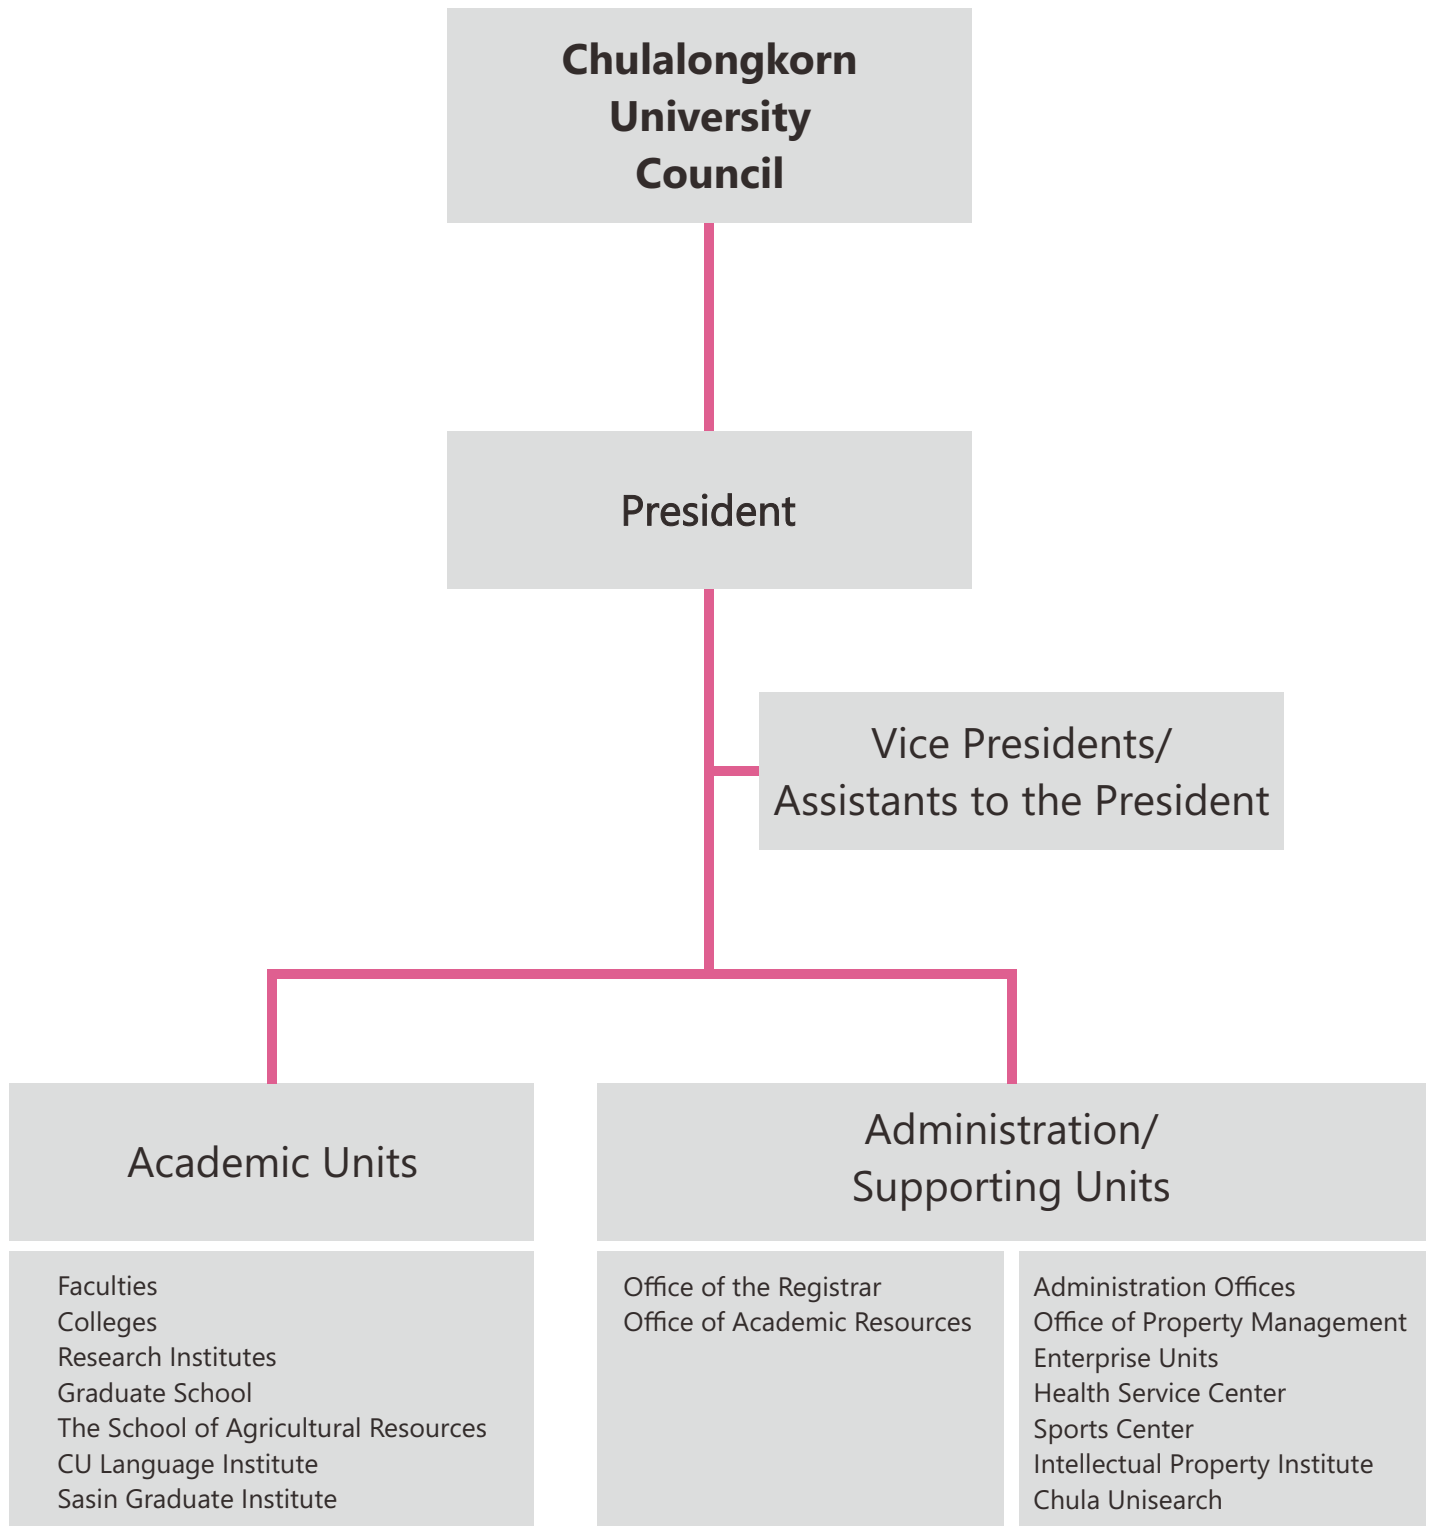 Chulalongkorn
University
Council
President
Vice Presidents/
Assistants to the President
Academic Units
Faculties
Colleges
Research Institutes
Graduate School
The School of Agricultural Resources
CU Language Institute
Sasin Graduate Institute
Administration/
Supporting Units
Office of the Registrar
Office of Academic Resources
Administration Offices
Office of Property Management
Enterprise Units
Health Service Center
Sports Center
Intellectual Property Institute
Chula Unisearch